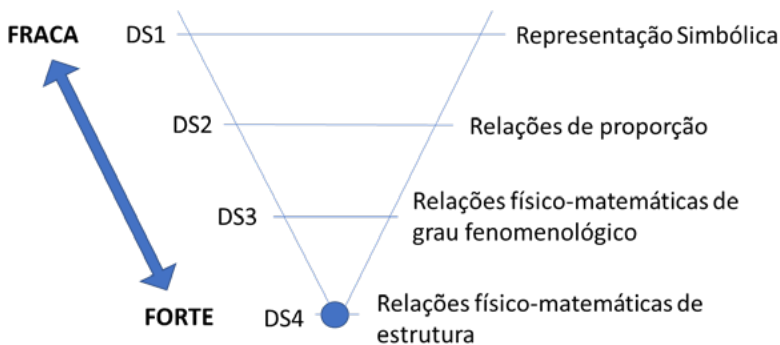 FRACA DS1 Representação Simbólica
DS2 Relações de proporção
DS3 Relações físico-matemáticas de
grau fenomenológico
FORTE DS4 Relações físico-matemáticas de
estrutura